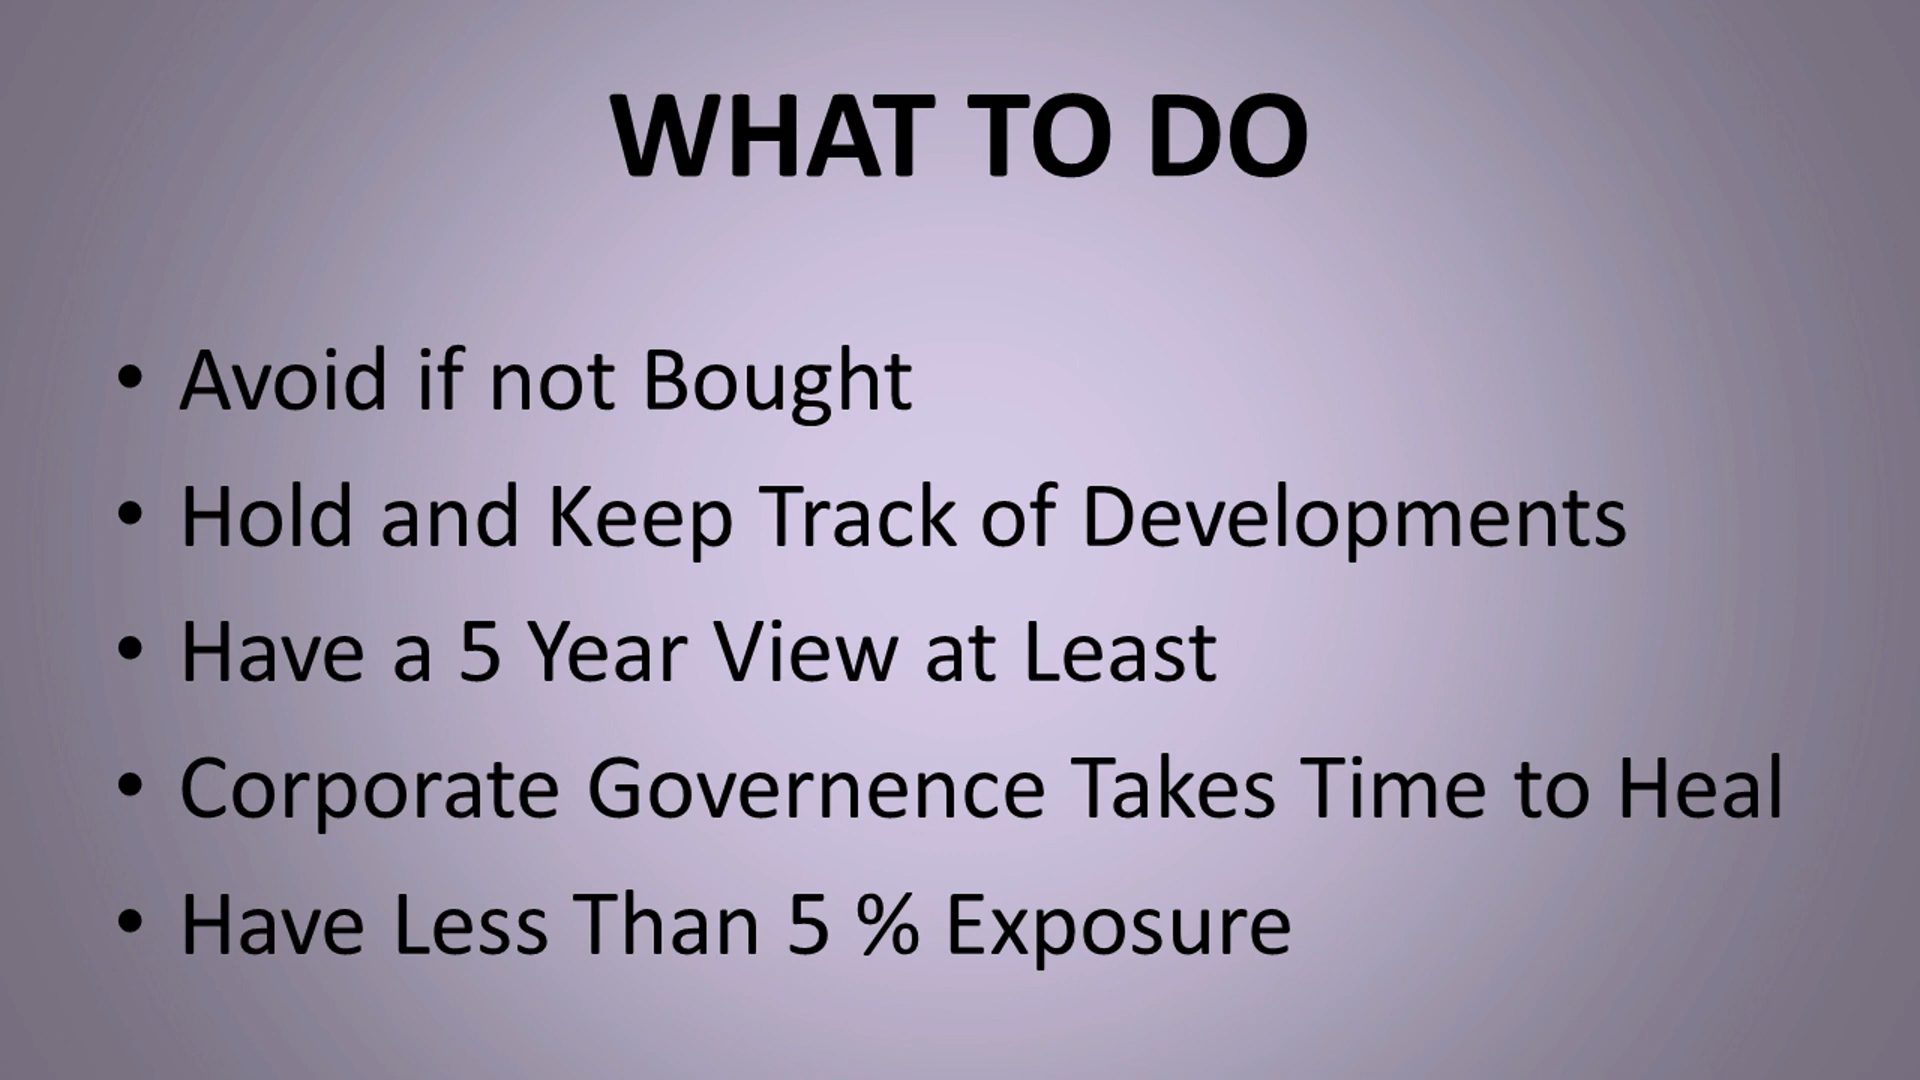 WHAT TO DO
• Avoid if not Bought
• Hold and Keep Track of Developments
• Have a 5 Year View at Least
• Corporate Governence Takes Time to Heal
• Have Less Than 5 % Exposure